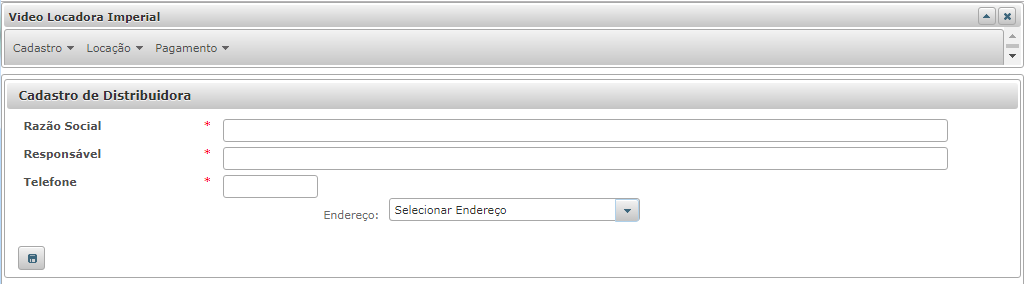 Video Locadora Imperial
Cadastro Locação Pagamento
Cadastro de Distribuidora
Razão Social *
Responsável *
Telefone *
Endereço: Selecionar Endereço